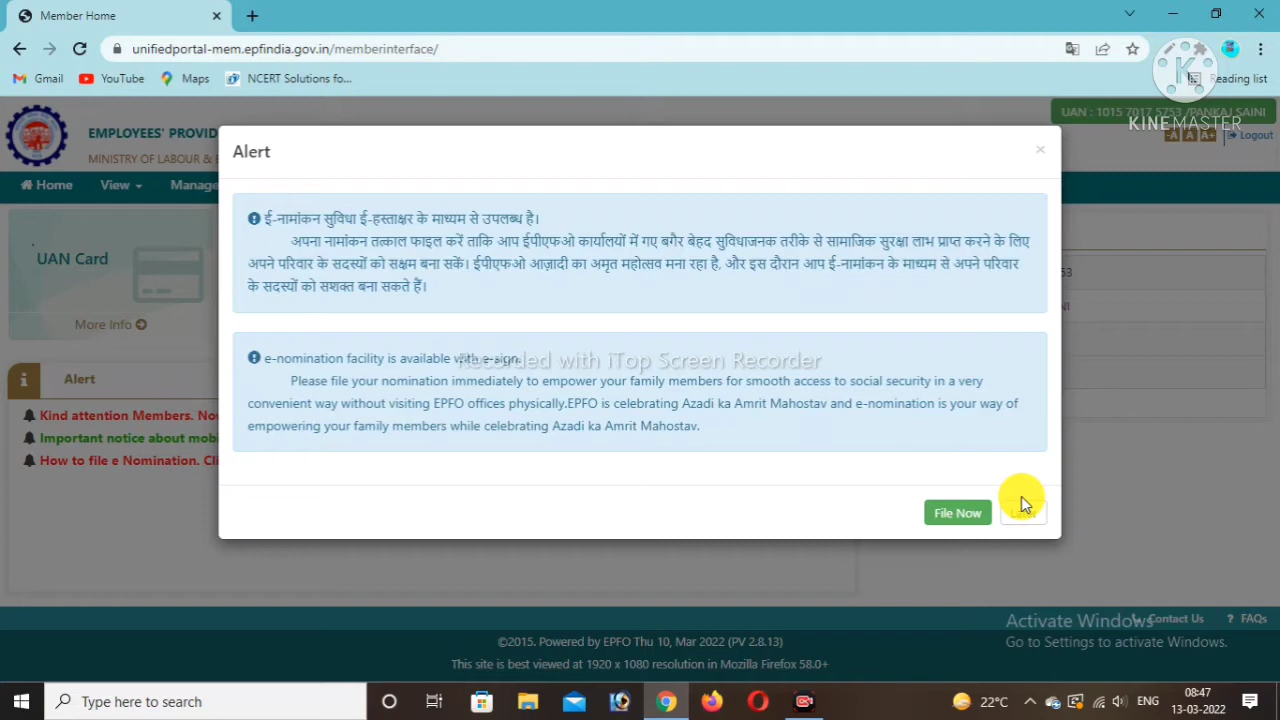 Member Home
unifiedportal-mem.epfindia.gov.in/memberinterface/
Gmail YouTube Maps NCERT Solutions fo... Reading list
K
KINEMASTER
UAN : 1015 7017 5753 /PANKAJ SAINI
EMPLOYEES' PROVID
MINISTRY OF LABOUR & E
-A A A+ Logout
Home View Manage
Alert ×
ई-नामांकन सुविधा ई-हस्ताक्षर के माध्यम से उपलब्ध है।
अपना नामांकन तत्काल फाइल करें ताकि आप ईपीएफओ कार्यालयों में गए बगैर बेहद सुविधाजनक तरीके से सामाजिक सुरक्षा लाभ प्राप्त करने के लिए
अपने परिवार के सदस्यों को सक्षम बना सकें। ईपीएफओ आज़ादी का अमृत महोत्सव मना रहा है, और इस दौरान आप ई-नामांकन के माध्यम से अपने परिवार
के सदस्यों को सशक्त बना सकते हैं।
UAN Card
More Info
53
NI
e-nomination facility is available with e-sign.
Recorded with iTop Screen Recorder
Please file your nomination immediately to empower your family members for smooth access to social security in a very
convenient way without visiting EPFO offices physically.EPFO is celebrating Azadi ka Amrit Mahostav and e-nomination is your way of
empowering your family members while celebrating Azadi ka Amrit Mahostav.
Alert
Kind attention Members. No
Important notice about mobi
How to file e Nomination. Cli
File Now Later
Activate Windows
Go to Settings to activate Windows.
Contact Us ? FAQs
©2015. Powered by EPFO Thu 10, Mar 2022 (PV 2.8.13)
This site is best viewed at 1920 x 1080 resolution in Mozilla Firefox 58.0+
Type here to search
22°C ENG 08:47
13-03-2022